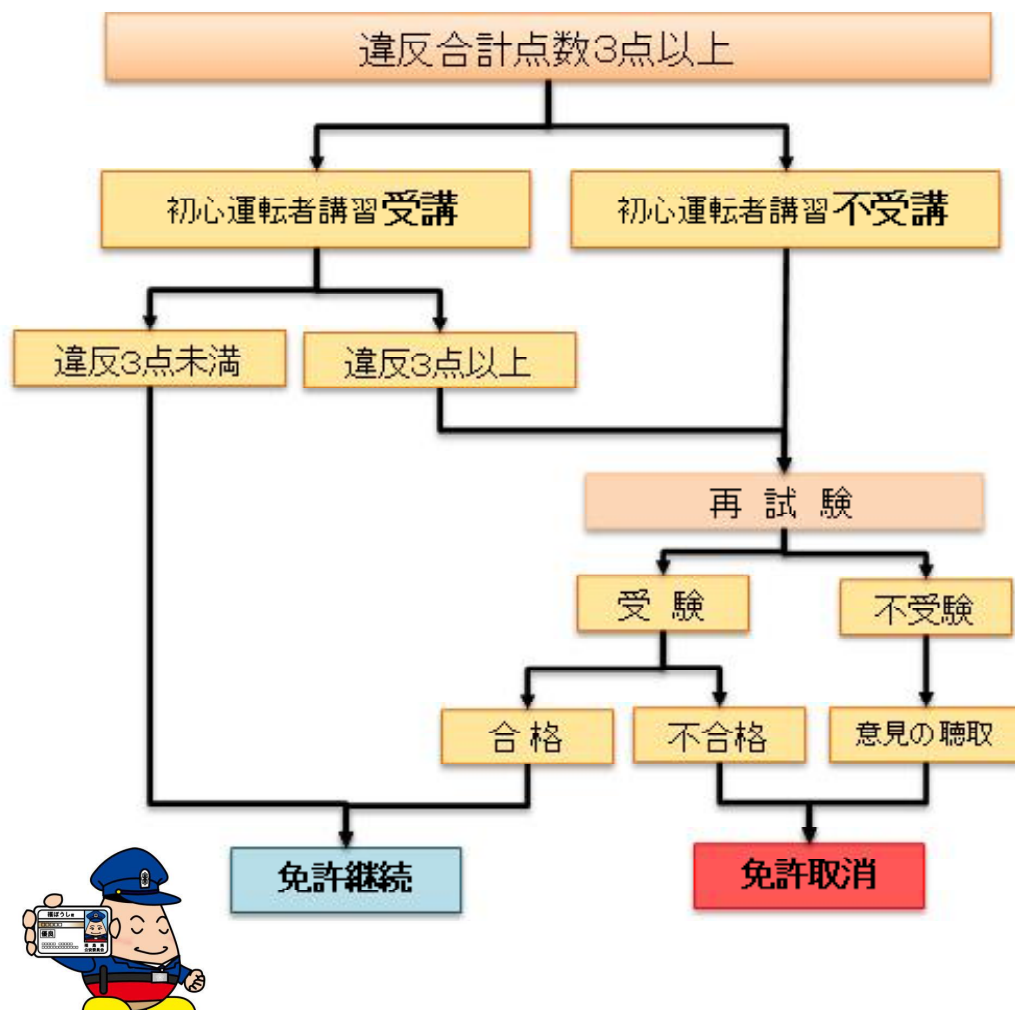 違反合計点数3点以上
初心運転者講習受講
初心運転者講習不受講
違反3点未満
違反3点以上
再試験
受験
不受験
合格
不合格
意見の聴取
免許継続
免許取消
優良